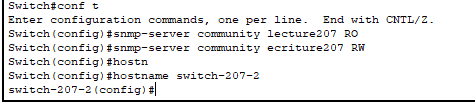 Switch#conf t
Enter configuration commands, one per line.  End with CNTL/Z.
Switch(config)#snmp-server community lecture207 RO
Switch(config)#snmp-server community ecriture207 RW
Switch(config)#hostn
Switch(config)#hostname switch-207-2
switch-207-2(config)#